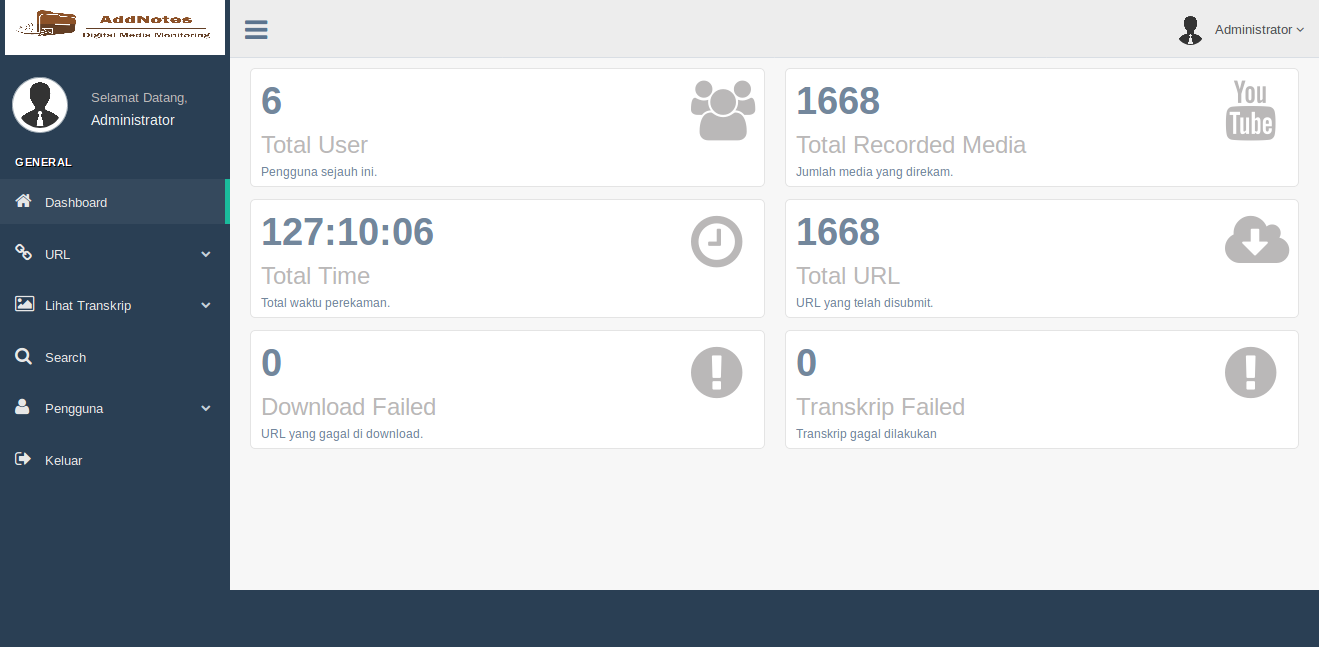 AddNotes
Digital Media Monitoring
Administrator
Selamat Datang,
Administrator
GENERAL
Dashboard
URL
Lihat Transkrip
Search
Pengguna
Keluar
6
Total User
Pengguna sejauh ini.
1668
Total Recorded Media
Jumlah media yang direkam.
You
Tube
127:10:06
Total Time
Total waktu perekaman.
1668
Total URL
URL yang telah disubmit.
0
Download Failed
URL yang gagal di download.
0
Transkrip Failed
Transkrip gagal dilakukan